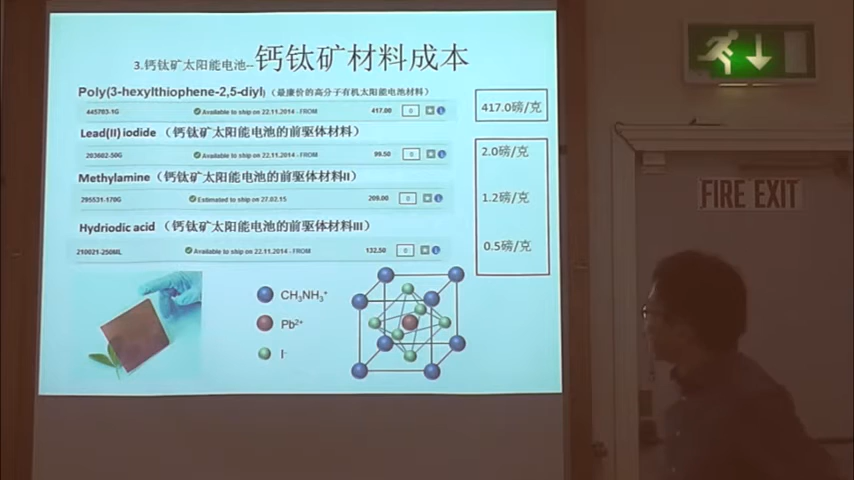 3.钙钛矿太阳能电池--钙钛矿材料成本
Poly(3-hexylthiophene-2,5-diyl)（最廉价的高分子有机太阳能电池材料）
445703-1G Available to ship on 22.11.2014 - FROM 417.00 0
417.0磅/克
Lead(II) iodide（钙钛矿太阳能电池的前驱体材料）
203602-50G Available to ship on 22.11.2014 - FROM 99.50 0
2.0磅/克
Methylamine（钙钛矿太阳能电池的前驱体材料II）
295531-170G Estimated to ship on 27.02.15 209.00 0
1.2磅/克
Hydriodic acid （钙钛矿太阳能电池的前驱体材料III）
210021-250ML Available to ship on 22.11.2014 - FROM 132.50 0
0.5磅/克
CH₃NH₃⁺
Pb²⁺
I⁻
FIRE EXIT